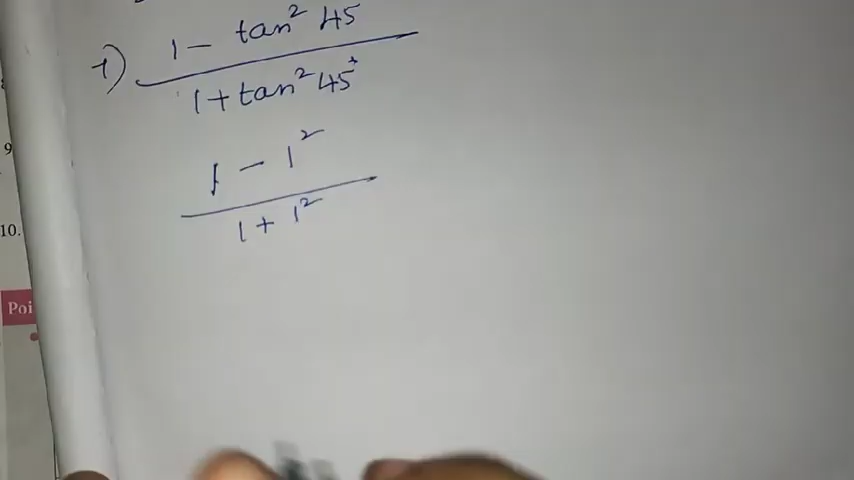 9
1) 1 - tan² 45
1 + tan² 45°
1 - 1²
1 + 1²
10.
Poi